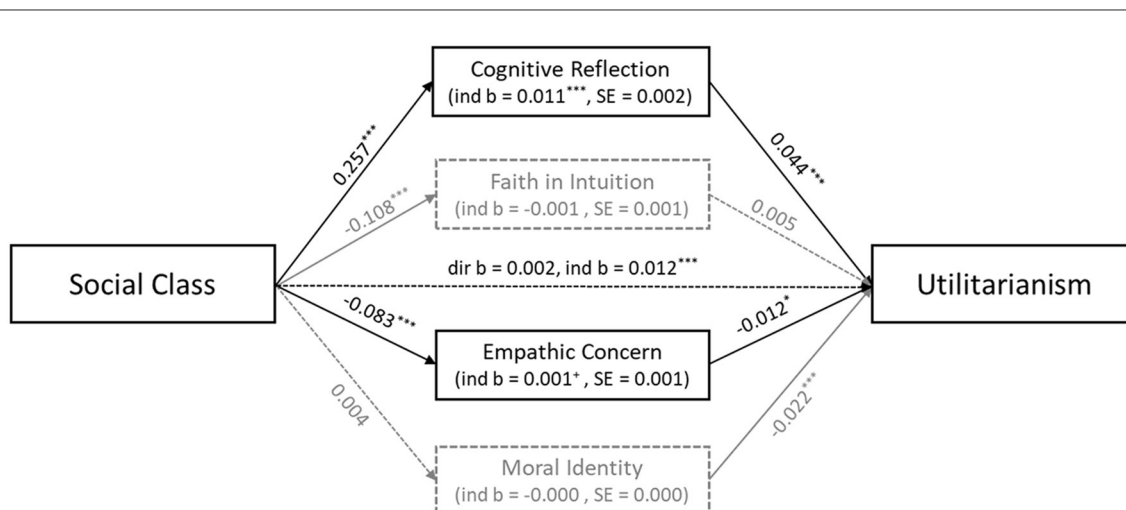 Cognitive Reflection
(ind b = 0.011***, SE = 0.002)
0.257***
0.044***
Faith in Intuition
(ind b = -0.001 , SE = 0.001)
-0.108***
0.005
Social Class
dir b = 0.002, ind b = 0.012***
Utilitarianism
-0.083***
-0.012*
Empathic Concern
(ind b = 0.001⁺ , SE = 0.001)
0.004
-0.022***
Moral Identity
(ind b = -0.000 , SE = 0.000)